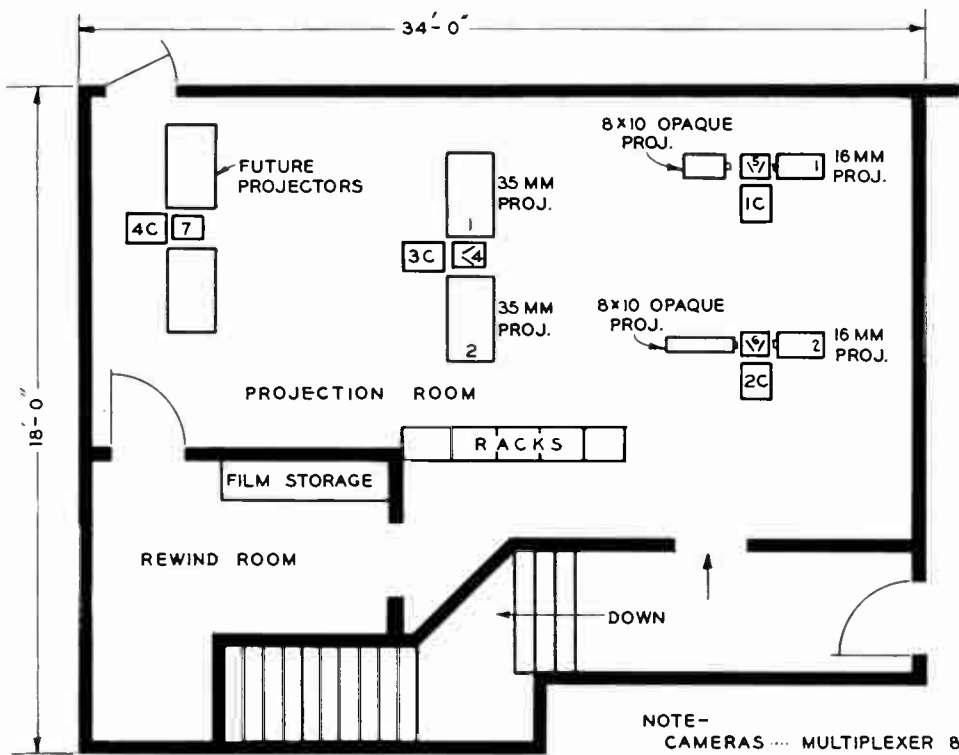 34'-0"
18'-0"
8X10 OPAQUE
PROJ.
5
1
16 MM
PROJ.
1C
FUTURE
PROJECTORS
35 MM
PROJ.
1
4C
7
3C
4
35 MM
PROJ.
2
8X10 OPAQUE
PROJ.
6
2
16 MM
PROJ.
2C
PROJECTION ROOM
RACKS
FILM STORAGE
REWIND ROOM
DOWN
NOTE-
CAMERAS ... MULTIPLEXER 8